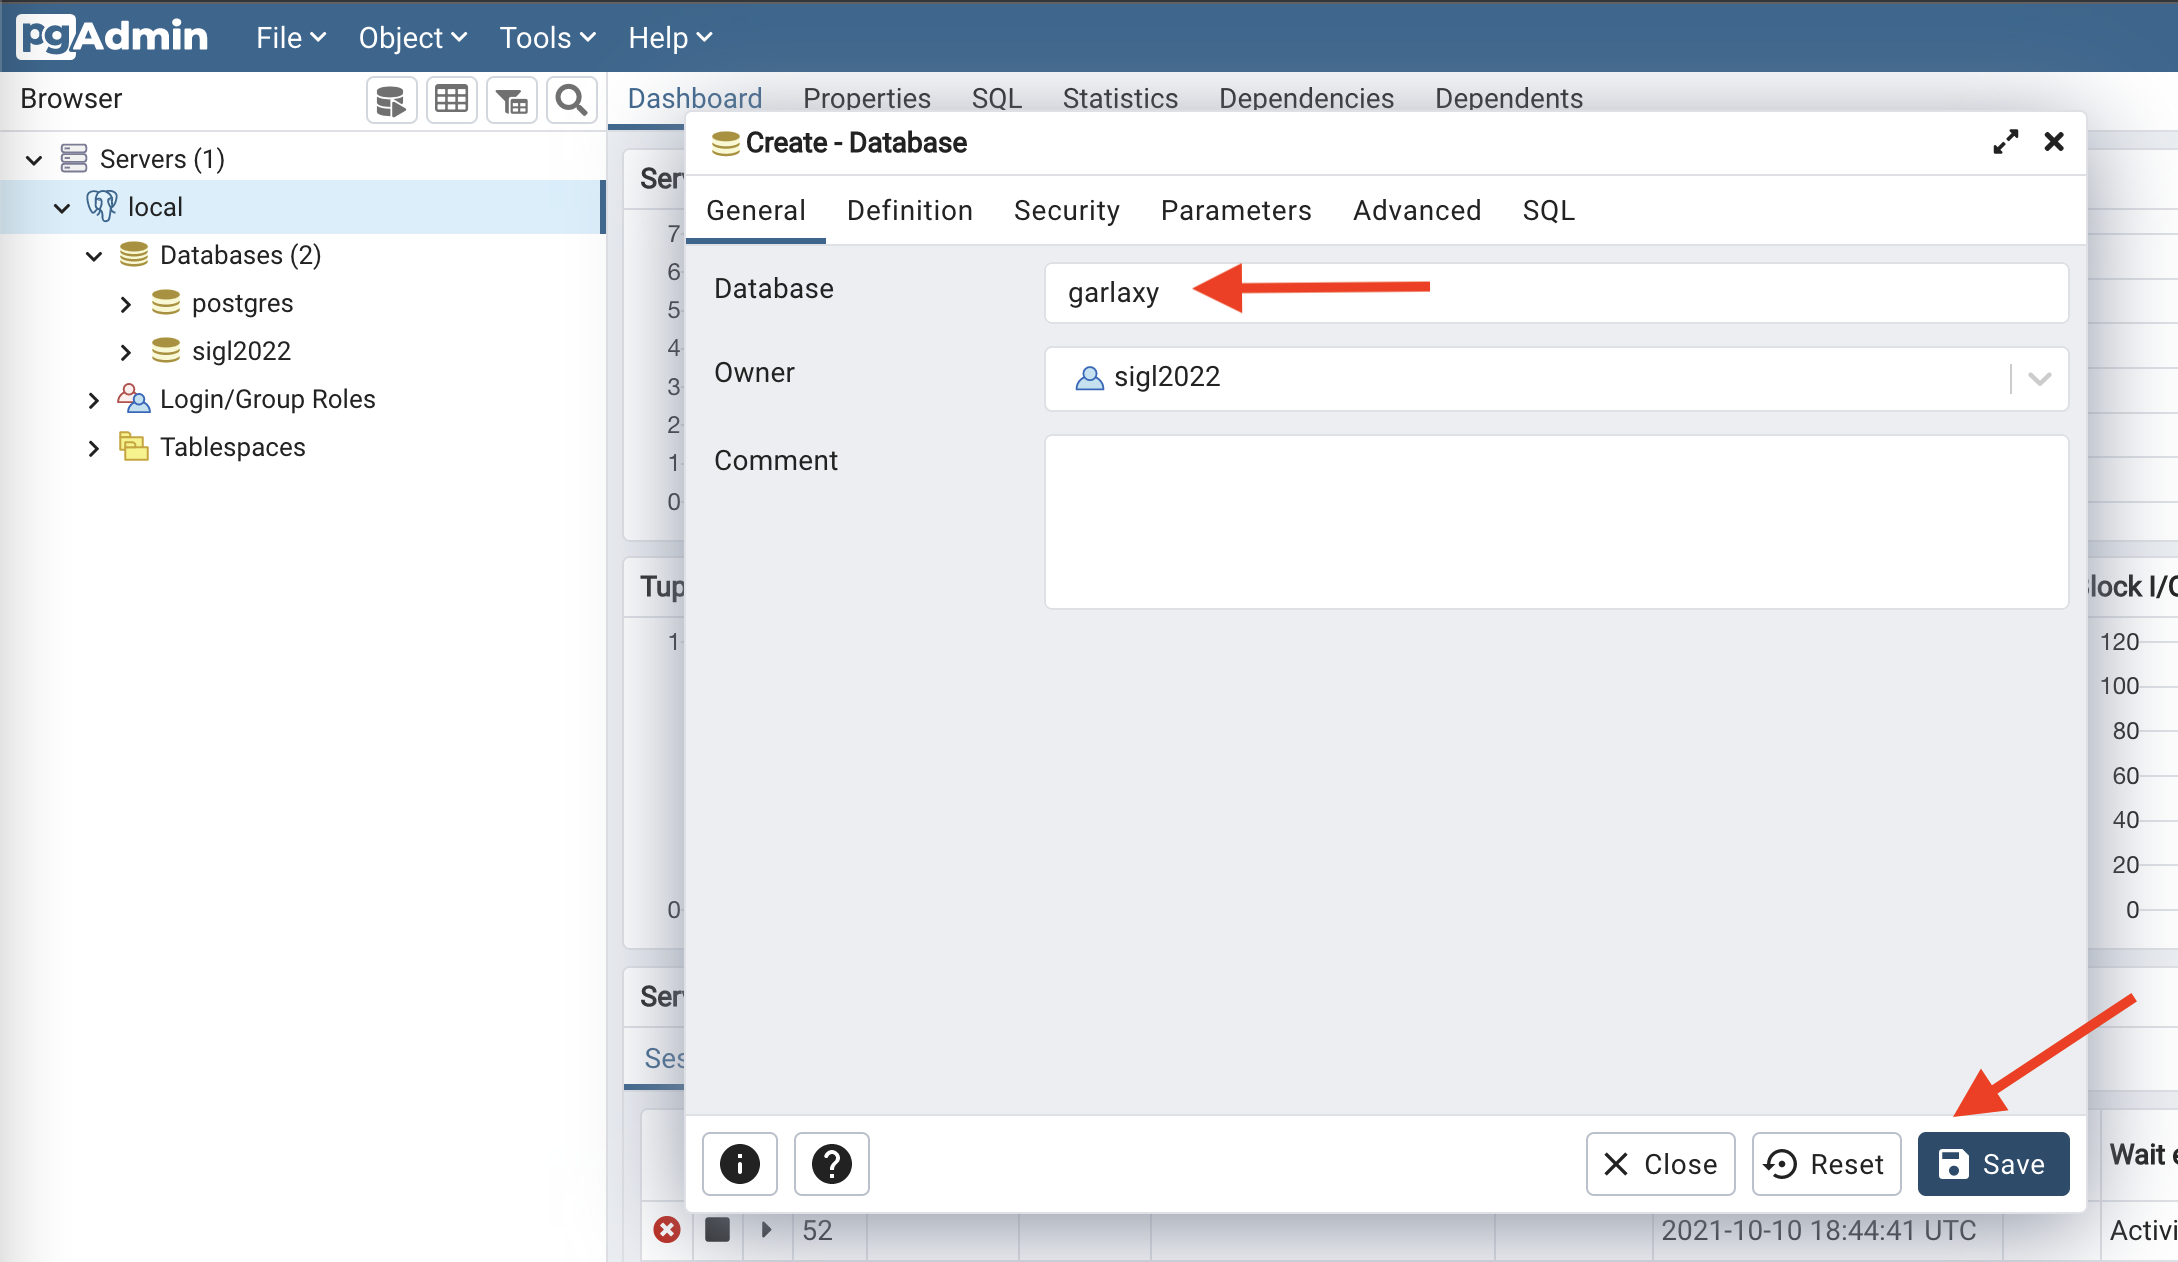 pgAdmin File Object Tools Help
Browser
Dashboard Properties SQL Statistics Dependencies Dependents
Servers (1)
local
Databases (2)
postgres
sigl2022
Login/Group Roles
Tablespaces
Ser
7
6
5
4
3
2
1
0
Tup
1
0
Ser
Ses
Create - Database
General Definition Security Parameters Advanced SQL
Database garlaxy
Owner sigl2022
Comment
i ? Close Reset Save
lock I/O
120
100
80
60
40
20
0
Wait e
52 2021-10-10 18:44:41 UTC Activi